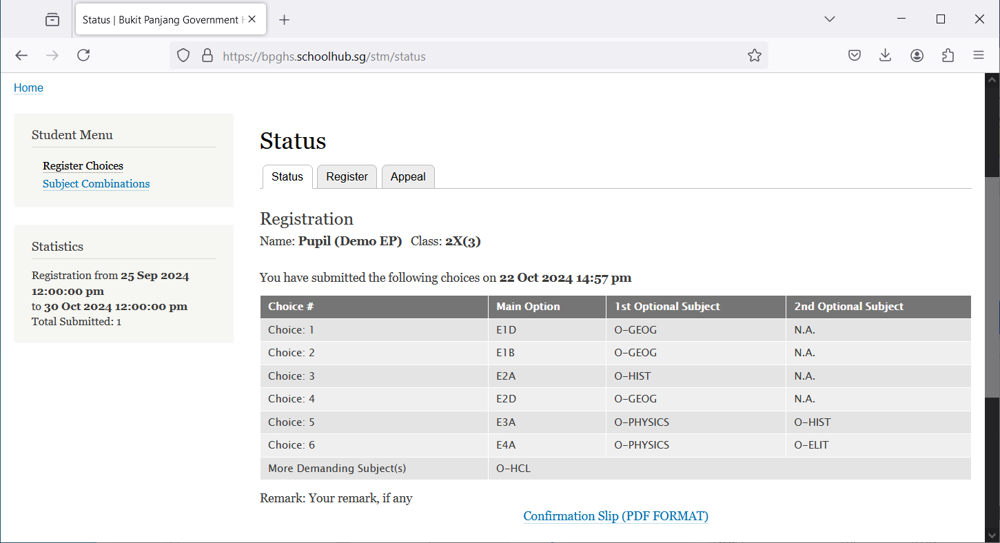 Status | Bukit Panjang Government
https://bpghs.schoolhub.sg/stm/status
Home
Student Menu
Register Choices
Subject Combinations
Statistics
Registration from 25 Sep 2024
12:00:00 pm
to 30 Oct 2024 12:00:00 pm
Total Submitted: 1
Status
Status Register Appeal
Registration
Name: Pupil (Demo EP) Class: 2X(3)
You have submitted the following choices on 22 Oct 2024 14:57 pm
Choice # Main Option 1st Optional Subject 2nd Optional Subject
Choice: 1 E1D O-GEOG N.A.
Choice: 2 E1B O-GEOG N.A.
Choice: 3 E2A O-HIST N.A.
Choice: 4 E2D O-GEOG N.A.
Choice: 5 E3A O-PHYSICS O-HIST
Choice: 6 E4A O-PHYSICS O-ELIT
More Demanding Subject(s) O-HCL
Remark: Your remark, if any
Confirmation Slip (PDF FORMAT)